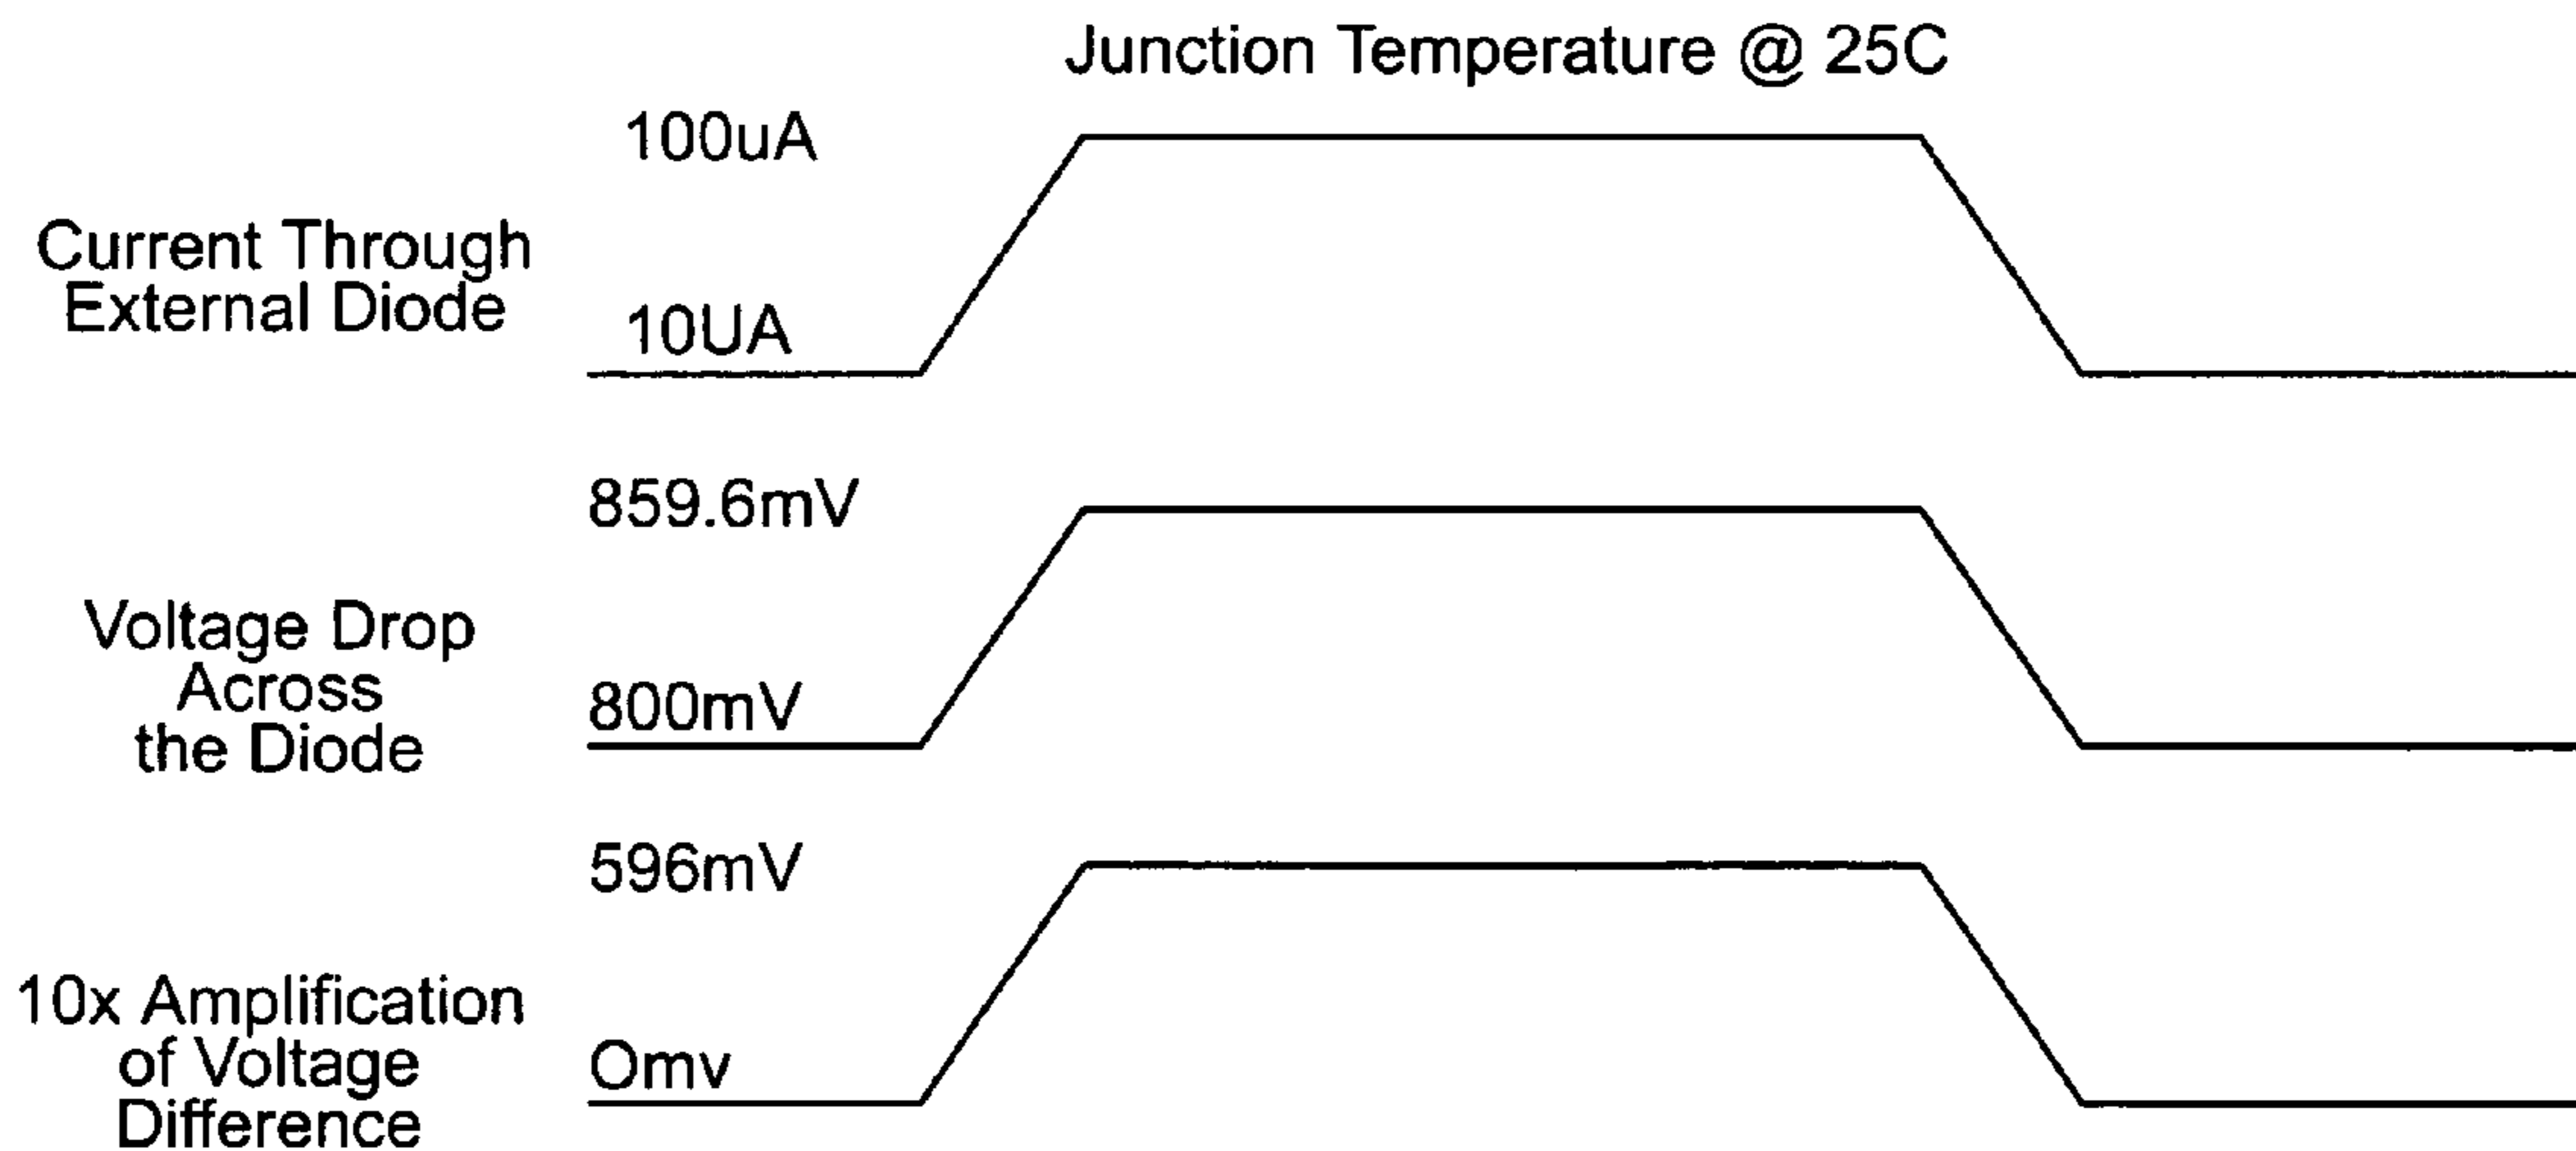 Junction Temperature @ 25C
100uA
Current Through
External Diode
10UA
859.6mV
Voltage Drop
Across
the Diode
800mV
596mV
10x Amplification
of Voltage
Difference
Omv